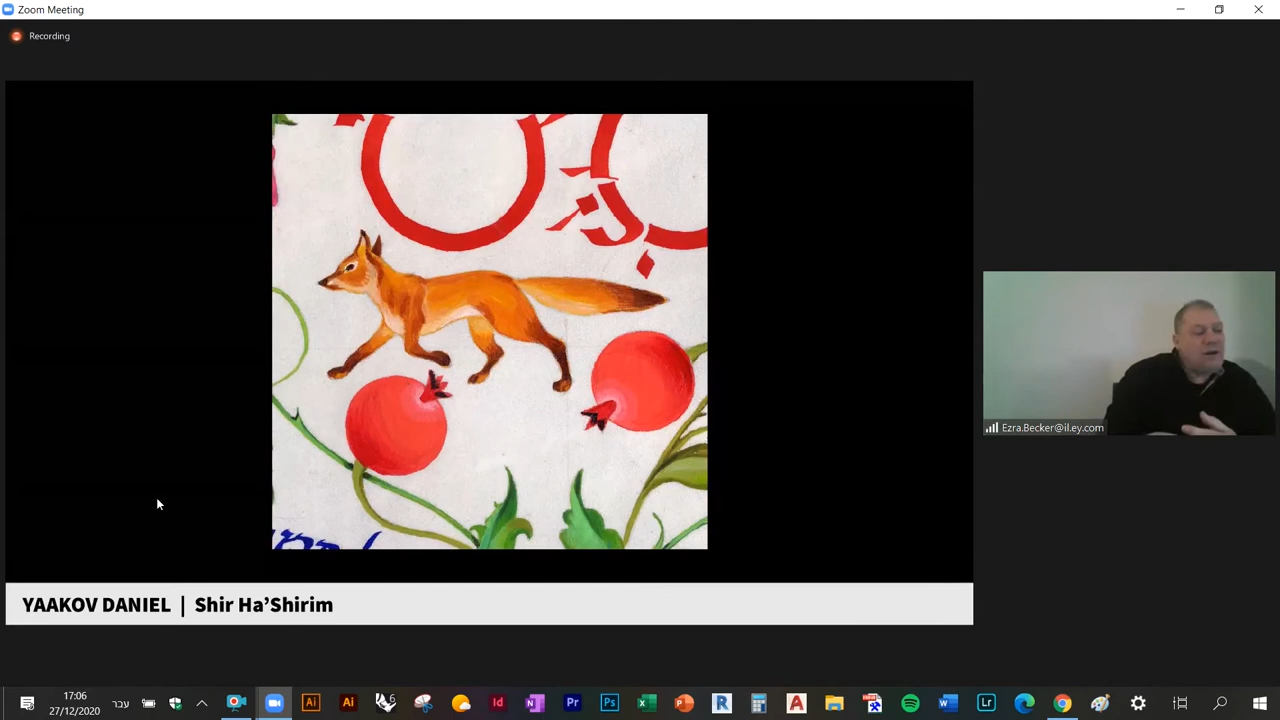 Zoom Meeting
Recording
Ezra.Becker@il.ey.com
YAAKOV DANIEL | Shir Ha’Shirim
17:06
עבר
27/12/2020